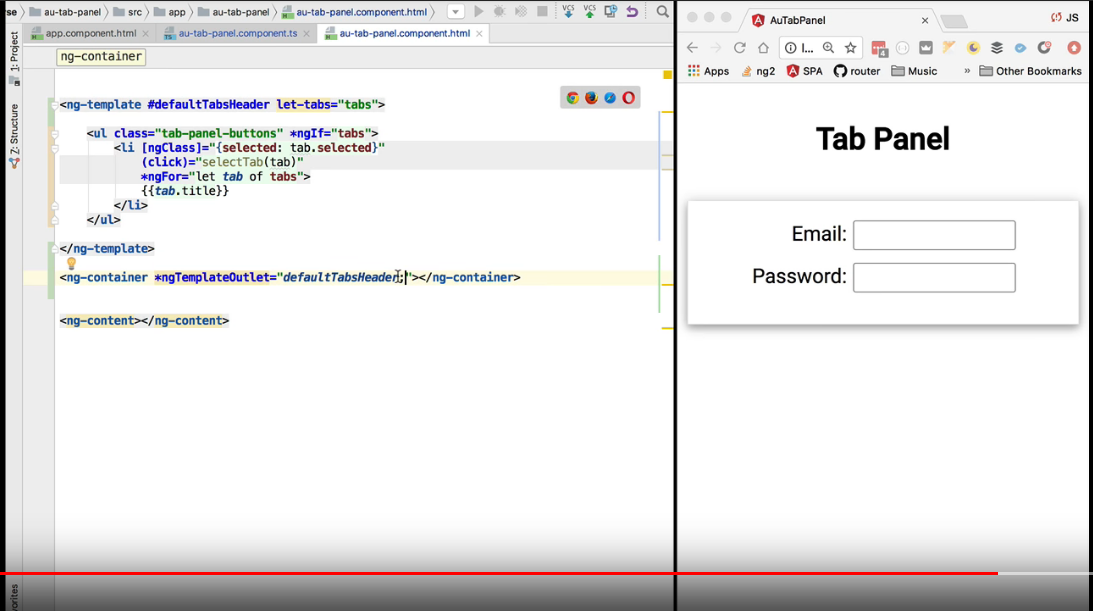 se au-tab-panel src app au-tab-panel au-tab-panel.component.html
VCS VCS
app.component.html au-tab-panel.component.ts au-tab-panel.component.html
1: Project
Z: Structure
ng-container
<ng-template #defaultTabsHeader let-tabs="tabs">
<ul class="tab-panel-buttons" *ngIf="tabs">
<li [ngClass]="{selected: tab.selected}"
(click)="selectTab(tab)"
*ngFor="let tab of tabs">
{{tab.title}}
</li>
</ul>
</ng-template>
<ng-container *ngTemplateOutlet="defaultTabsHeader;"></ng-container>
<ng-content></ng-content>
vorites
AuTabPanel JS
l... 4
Apps ng2 SPA router Music » Other Bookmarks
Tab Panel
Email:
Password: